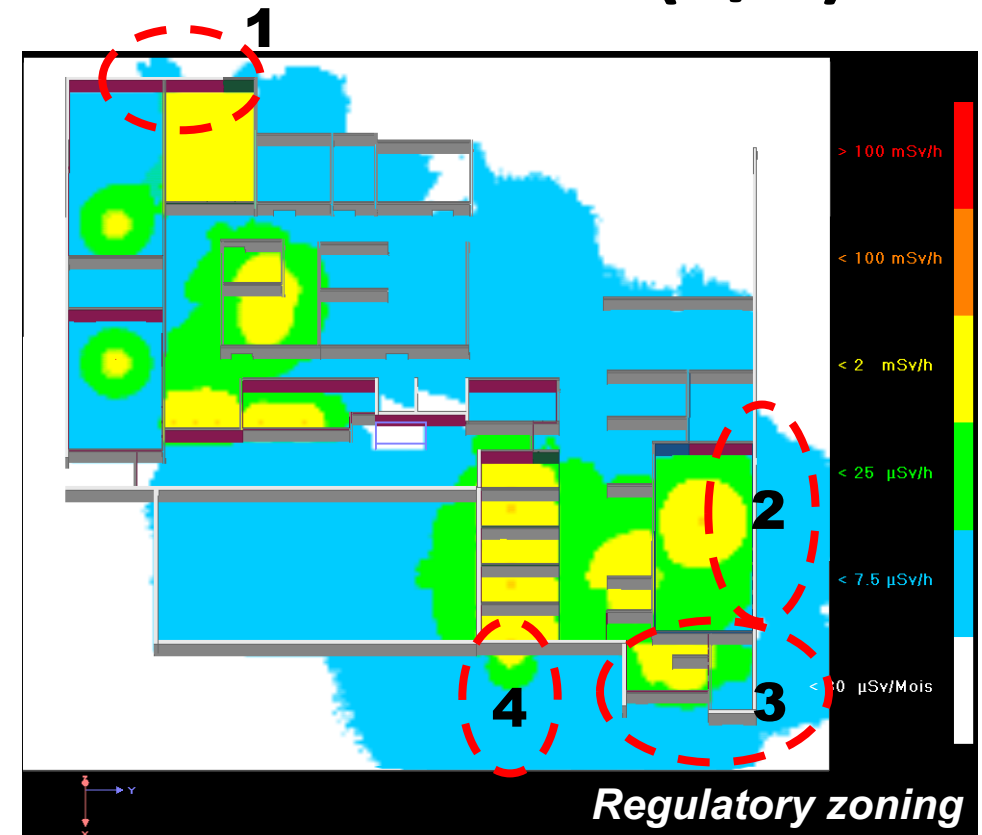 1
> 100 mSv/h
< 100 mSv/h
< 2 mSv/h
< 25 µSv/h
2
< 7.5 µSv/h
< 80 µSv/Mois
3
4
Y
X
Regulatory zoning